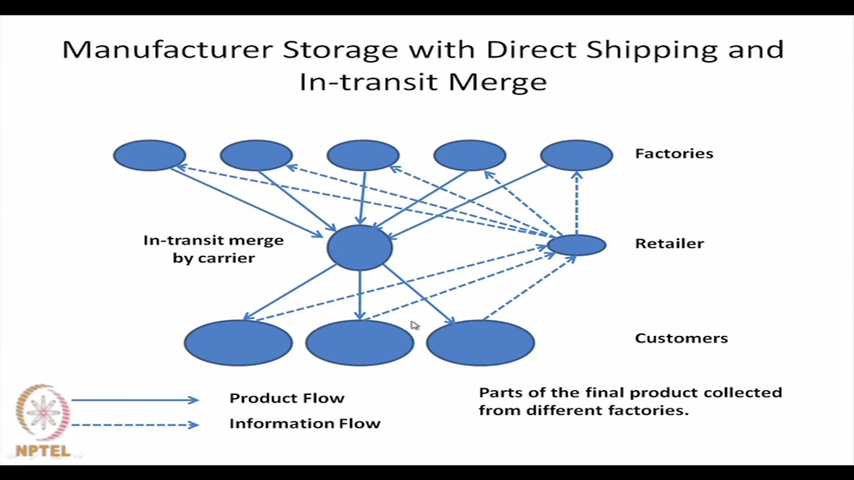 Manufacturer Storage with Direct Shipping and
In-transit Merge
Factories
In-transit merge
by carrier
Retailer
Customers
Product Flow
Information Flow
Parts of the final product collected
from different factories.
NPTEL